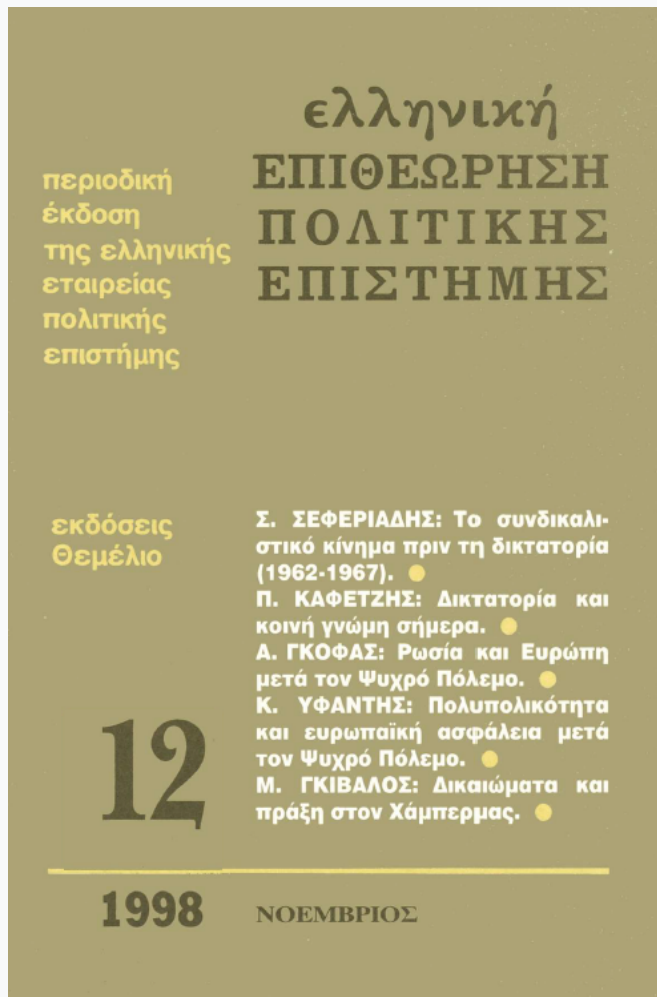 ελληνική
ΕΠΙΘΕΩΡΗΣΗ
ΠΟΛΙΤΙΚΗΣ
ΕΠΙΣΤΗΜΗΣ
περιοδική
έκδοση
της ελληνικής
εταιρείας
πολιτικής
επιστήμης
εκδόσεις
Θεμέλιο
Σ. ΣΕΦΕΡΙΑΔΗΣ: Το συνδικαλι-
στικό κίνημα πριν τη δικτατορία
(1962-1967).
Π. ΚΑΦΕΤΖΗΣ: Δικτατορία και
κοινή γνώμη σήμερα.
Α. ΓΚΟΦΑΣ: Ρωσία και Ευρώπη
μετά τον Ψυχρό Πόλεμο.
Κ. ΥΦΑΝΤΗΣ: Πολυπολικότητα
και ευρωπαϊκή ασφάλεια μετά
τον Ψυχρό Πόλεμο.
Μ. ΓΚΙΒΑΛΟΣ: Δικαιώματα και
πράξη στον Χάμπερμας.
12
1998 ΝΟΕΜΒΡΙΟΣ